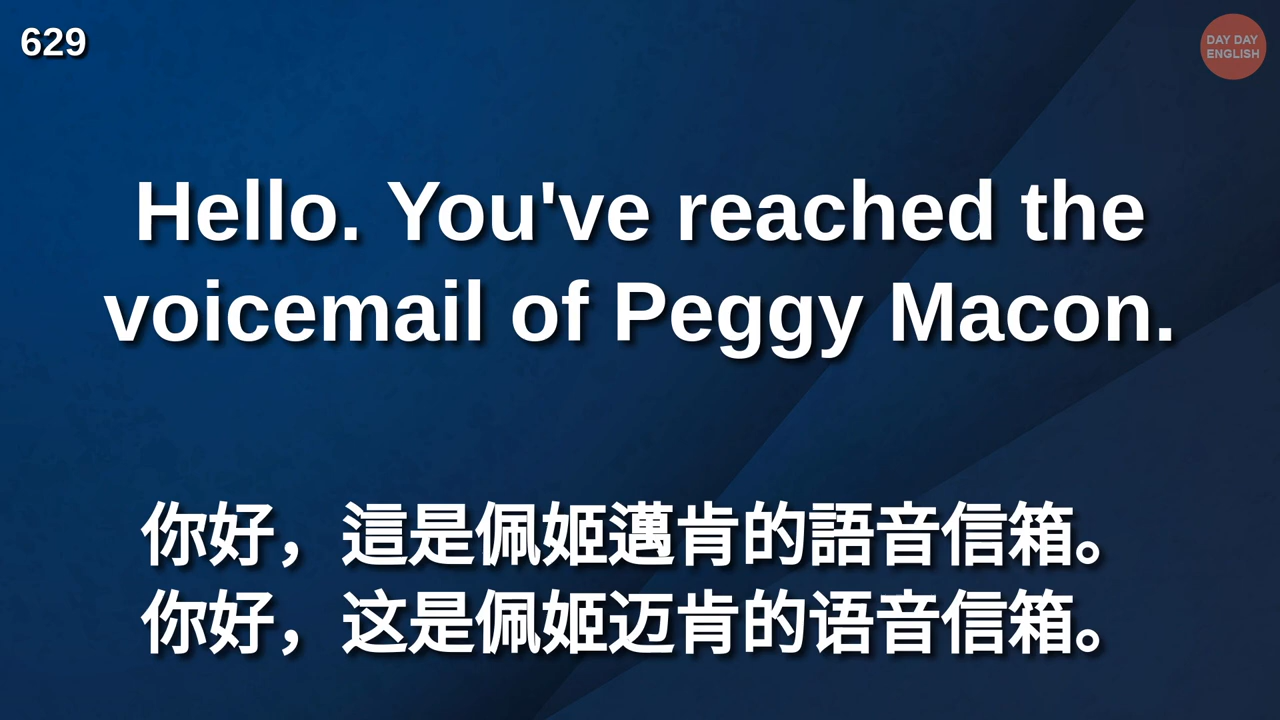 629
DAY DAY
ENGLISH
Hello. You've reached the
voicemail of Peggy Macon.
你好，這是佩姬邁肯的語音信箱。
你好，这是佩姬迈肯的语音信箱。